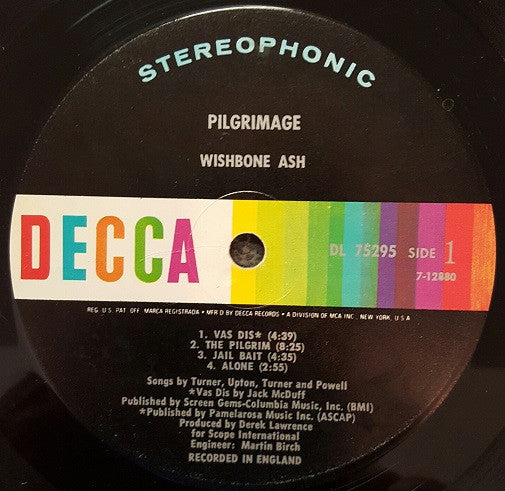 STEREOPHONIC
PILGRIMAGE
WISHBONE ASH
DECCA
DL 75295 SIDE 1
7-12880
REG. U.S. PAT. OFF. MARCA REGISTRADA • MFR'D BY DECCA RECORDS • A DIVISION OF MCA INC., NEW YORK, U.S.A.
1. VAS DIS* (4:39)
2. THE PILGRIM (8:25)
3. JAIL BAIT (4:35)
4. ALONE (2:55)
Songs by Turner, Upton, Turner and Powell
*Vas Dis by Jack McDuff
Published by Screen Gems-Columbia Music, Inc. (BMI)
*Published by Pamelarosa Music Inc. (ASCAP)
Produced by Derek Lawrence
for Scope International
Engineer: Martin Birch
RECORDED IN ENGLAND